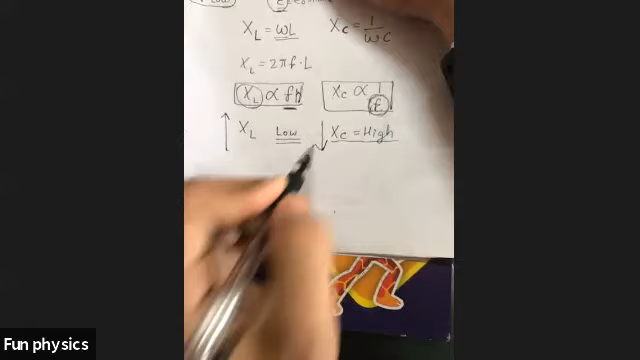 X_L = ωL    X_C = 1/ωC
X_L = 2πf·L
X_L ∝ f    X_C ∝ 1/f
↑ X_L Low    ↓ X_C = High
Fun physics